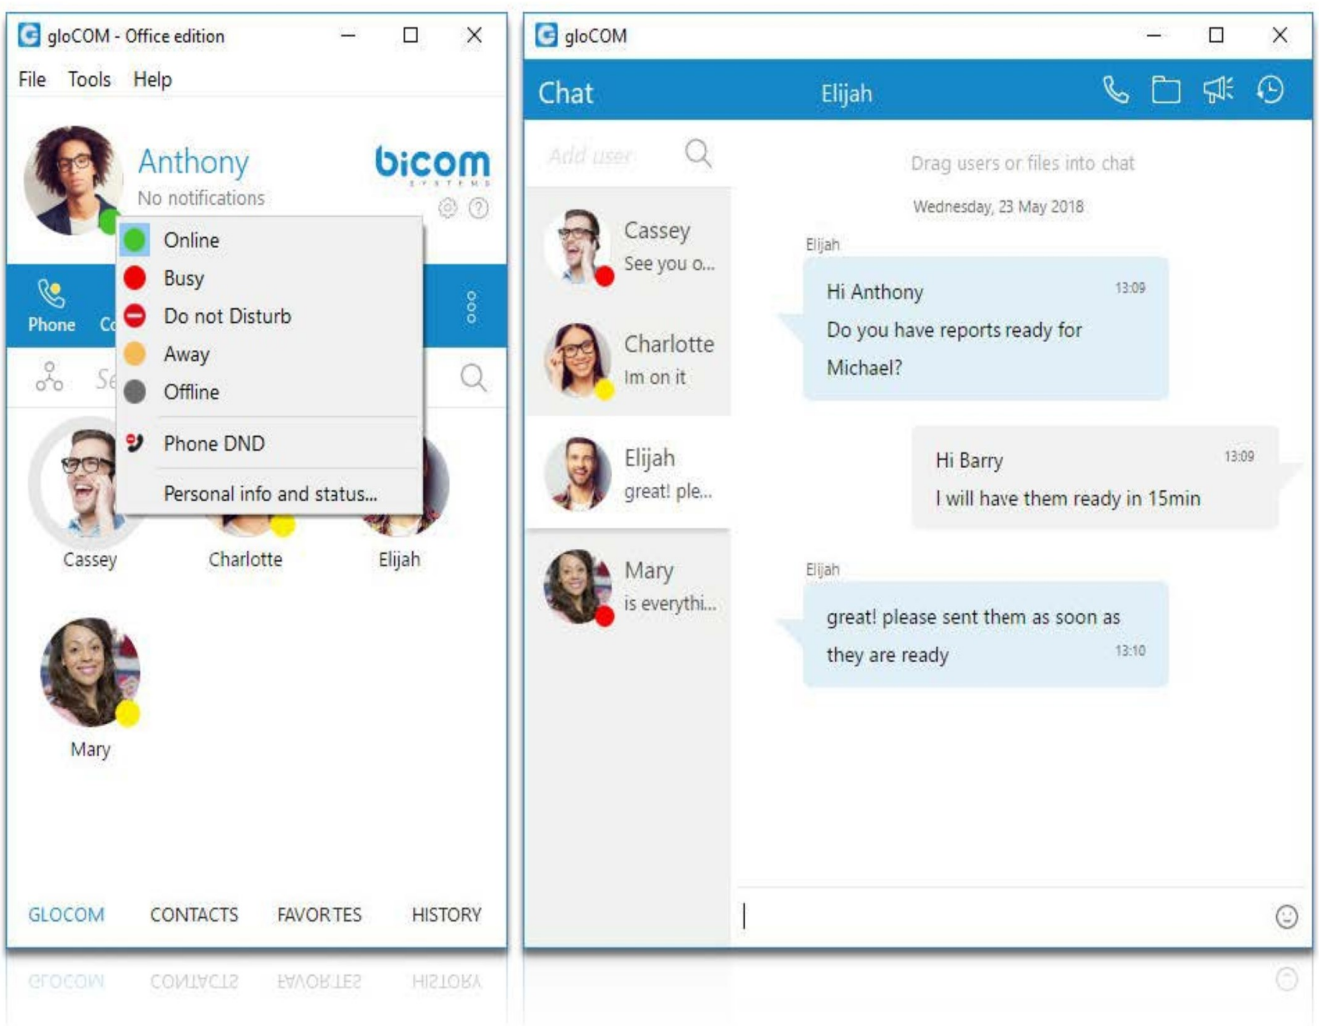 gloCOM - Office edition
File Tools Help
Anthony
No notifications
bicom
SYSTEMS
Online
Busy
Do not Disturb
Away
Offline
Phone DND
Personal info and status...
Phone Co
Se
Cassey
Charlotte
Elijah
Mary
GLOCOM CONTACTS FAVORTES HISTORY
gloCOM
Chat
Elijah
Add user
Cassey
See you o...
Charlotte
Im on it
Elijah
great! ple...
Mary
is everythi...
Drag users or files into chat
Wednesday, 23 May 2018
Elijah
Hi Anthony 13:09
Do you have reports ready for
Michael?
Hi Barry 13:09
I will have them ready in 15min
Elijah
great! please sent them as soon as
they are ready 13:10